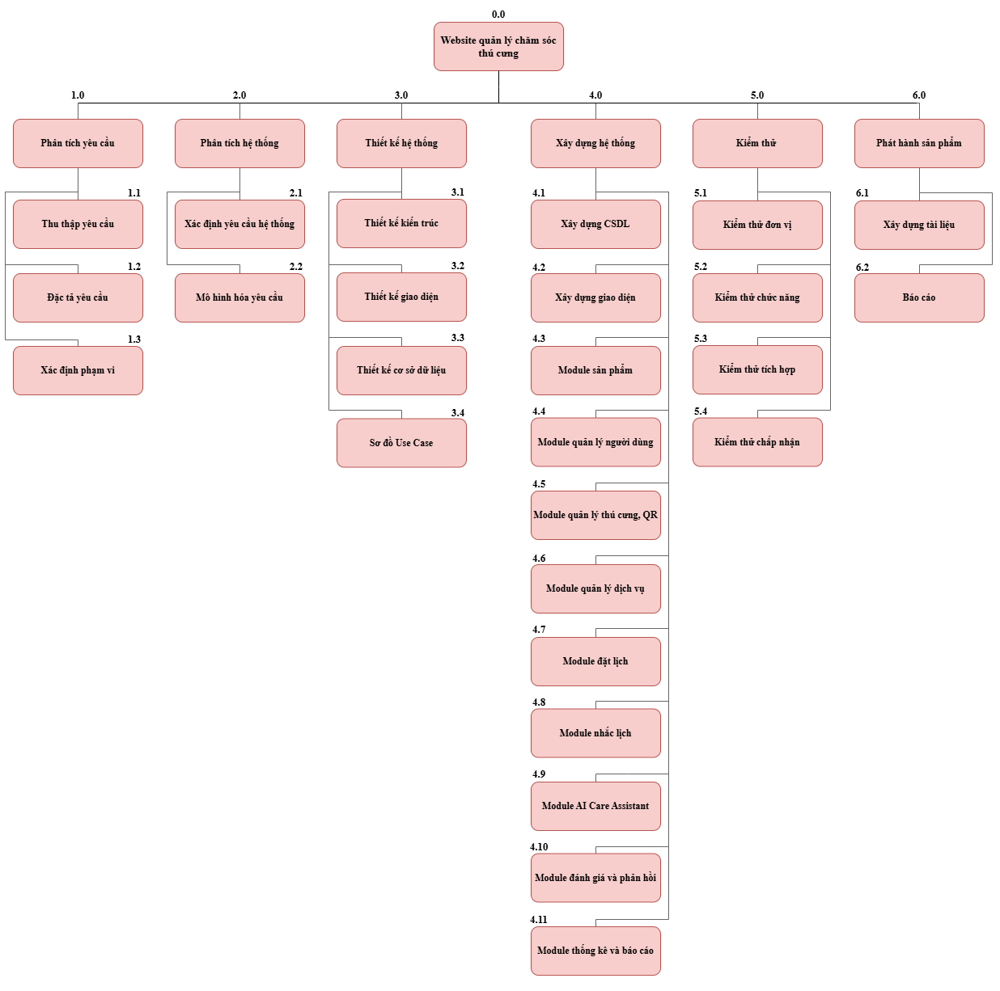 0.0
Website quản lý chăm sóc
thú cưng
1.0
Phân tích yêu cầu
1.1
Thu thập yêu cầu
1.2
Đặc tả yêu cầu
1.3
Xác định phạm vi
2.0
Phân tích hệ thống
2.1
Xác định yêu cầu hệ thống
2.2
Mô hình hóa yêu cầu
3.0
Thiết kế hệ thống
3.1
Thiết kế kiến trúc
3.2
Thiết kế giao diện
3.3
Thiết kế cơ sở dữ liệu
3.4
Sơ đồ Use Case
4.0
Xây dựng hệ thống
4.1
Xây dựng CSDL
4.2
Xây dựng giao diện
4.3
Module sản phẩm
4.4
Module quản lý người dùng
4.5
Module quản lý thú cưng, QR
4.6
Module quản lý dịch vụ
4.7
Module đặt lịch
4.8
Module nhắc lịch
4.9
Module AI Care Assistant
4.10
Module đánh giá và phản hồi
4.11
Module thống kê và báo cáo
5.0
Kiểm thử
5.1
Kiểm thử đơn vị
5.2
Kiểm thử chức năng
5.3
Kiểm thử tích hợp
5.4
Kiểm thử chấp nhận
6.0
Phát hành sản phẩm
6.1
Xây dựng tài liệu
6.2
Báo cáo